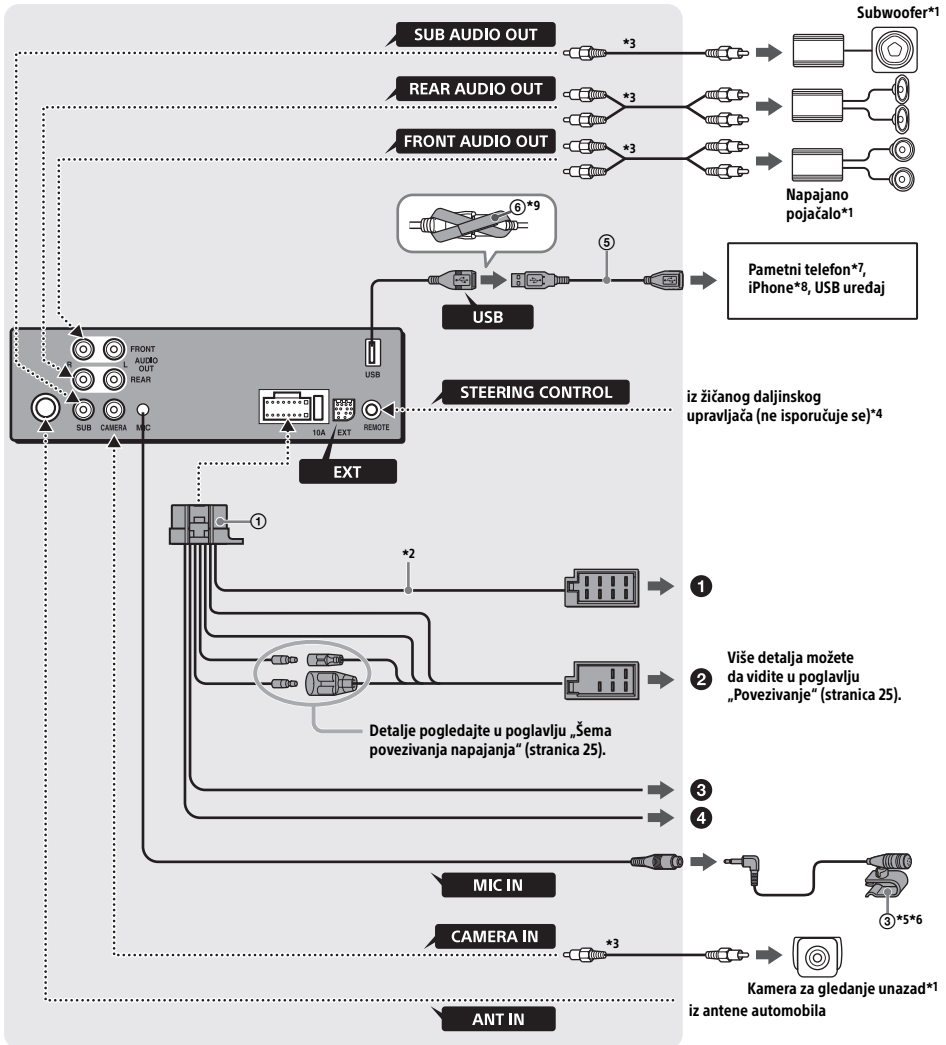 Subwoofer*1
SUB AUDIO OUT
*3
REAR AUDIO OUT
FRONT AUDIO OUT
*3
Napajano
pojačalo*1
⑥*9
⑤
Pametni telefon*7,
iPhone*8, USB uređaj
USB
FRONT
R L AUDIO
OUT
REAR
USB
STEERING CONTROL
iz žičanog daljinskog
upravljača (ne isporučuje se)*4
SUB CAMERA MIC
10A EXT REMOTE
EXT
①
*2
❶
❷
Više detalja možete
da vidite u poglavlju
„Povezivanje“ (stranica 25).
Detalje pogledajte u poglavlju „Šema
povezivanja napajanja“ (stranica 25).
❸
❹
MIC IN
③*5*6
CAMERA IN
*3
Kamera za gledanje unazad*1
iz antene automobila
ANT IN